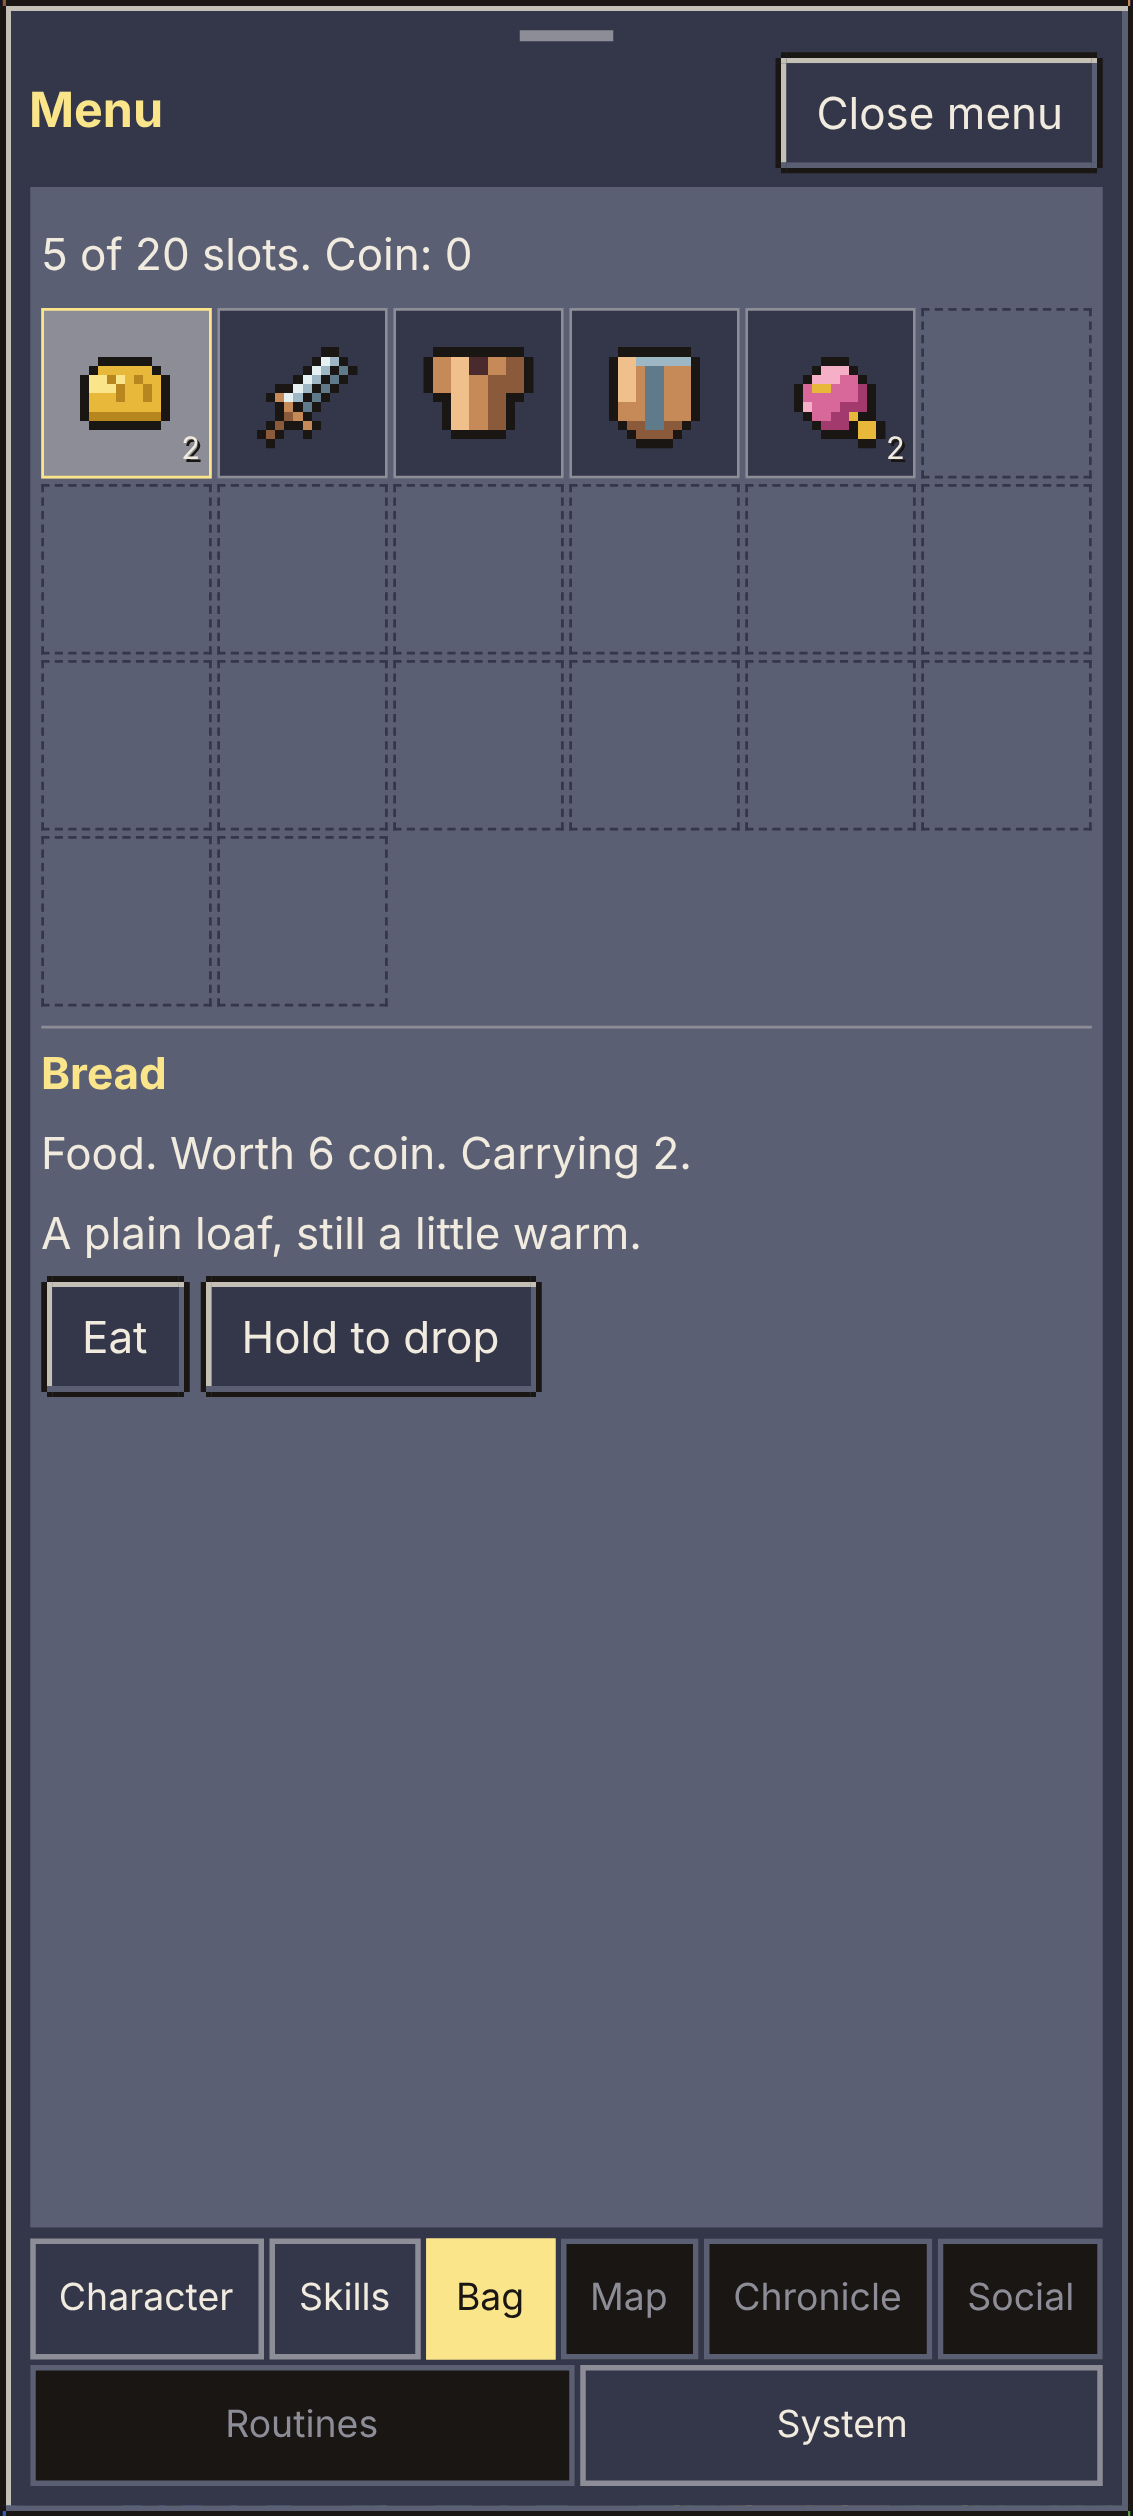 Menu
Close menu
5 of 20 slots. Coin: 0
2
2
Bread
Food. Worth 6 coin. Carrying 2.
A plain loaf, still a little warm.
Eat
Hold to drop
Character
Skills
Bag
Map
Chronicle
Social
Routines
System